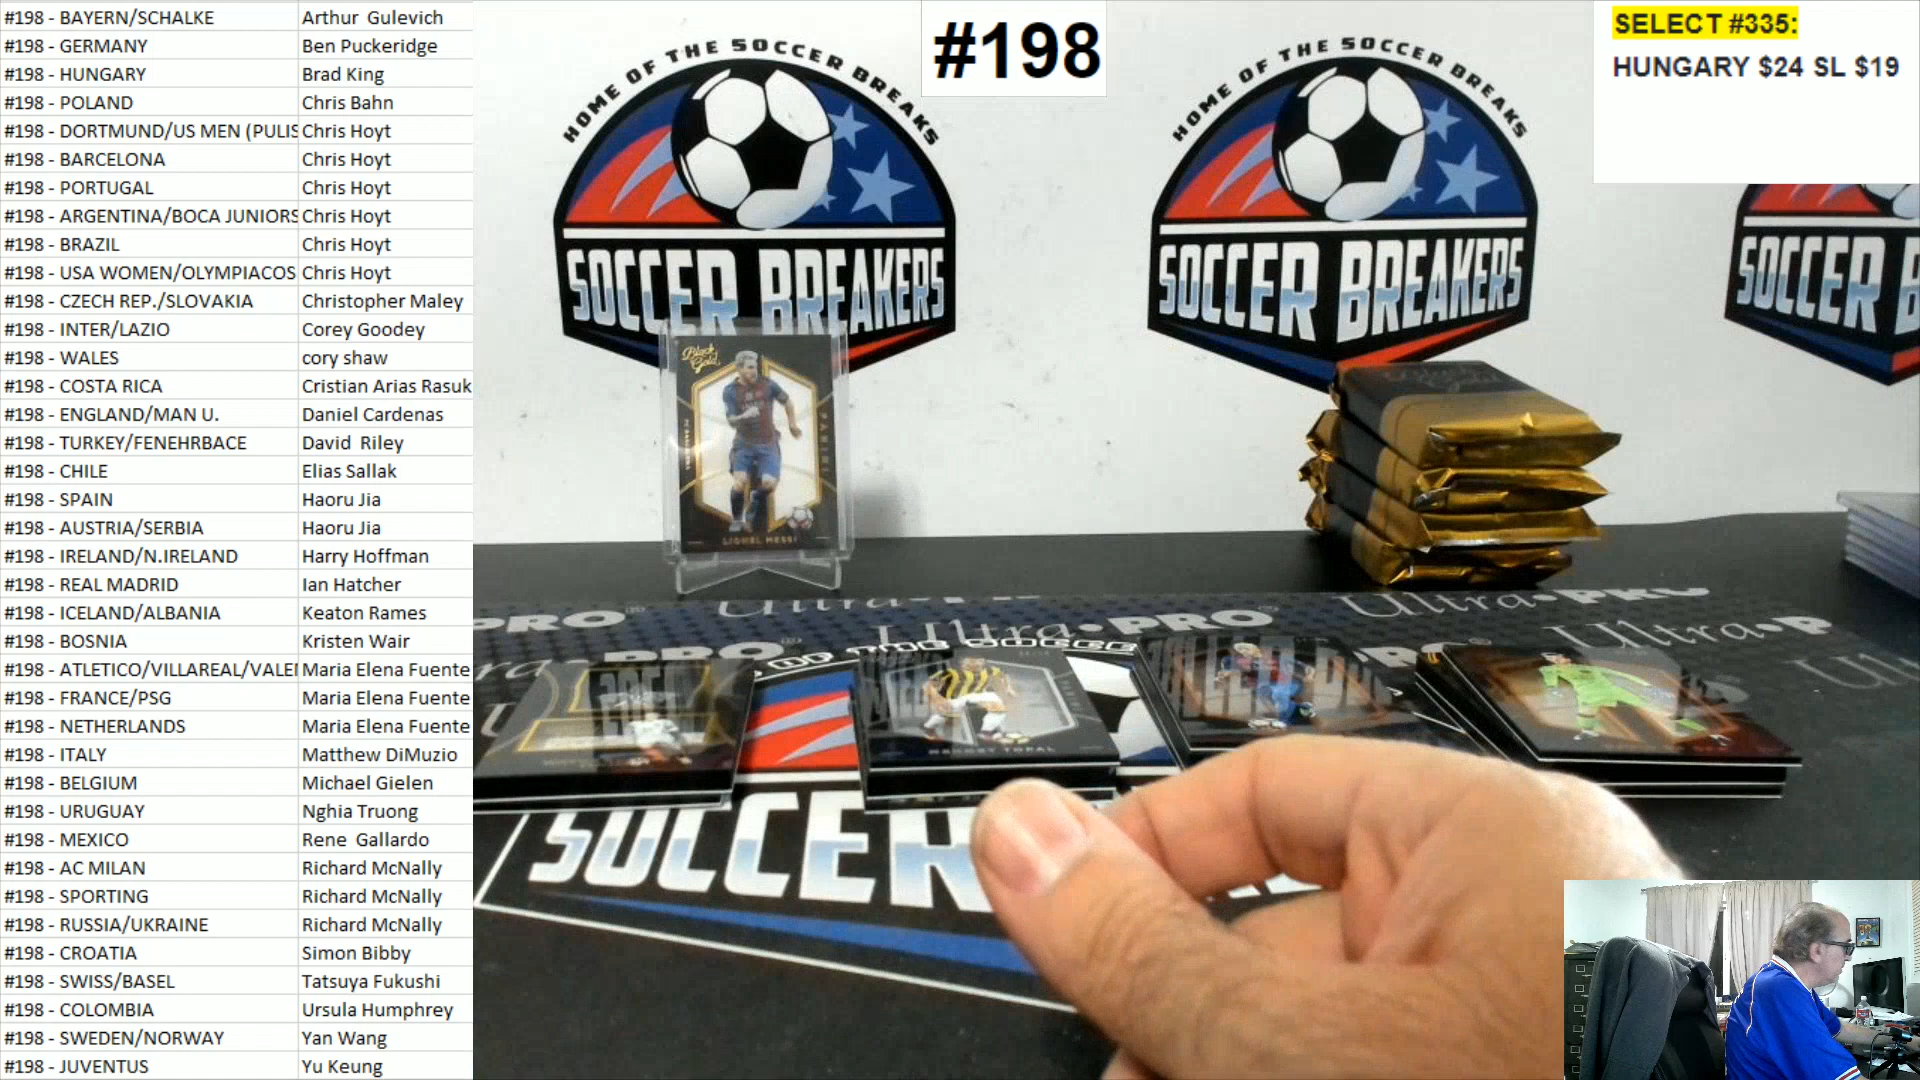 #198 - BAYERN/SCHALKE Arthur Gulevich
#198 - GERMANY Ben Puckeridge
#198 - HUNGARY Brad King
#198 - POLAND Chris Bahn
#198 - DORTMUND/US MEN (PULIS Chris Hoyt
#198 - BARCELONA Chris Hoyt
#198 - PORTUGAL Chris Hoyt
#198 - ARGENTINA/BOCA JUNIORS Chris Hoyt
#198 - BRAZIL Chris Hoyt
#198 - USA WOMEN/OLYMPIACOS Chris Hoyt
#198 - CZECH REP./SLOVAKIA Christopher Maley
#198 - INTER/LAZIO Corey Goodey
#198 - WALES cory shaw
#198 - COSTA RICA Cristian Arias Rasuk
#198 - ENGLAND/MAN U. Daniel Cardenas
#198 - TURKEY/FENEHRBACE David Riley
#198 - CHILE Elias Sallak
#198 - SPAIN Haoru Jia
#198 - AUSTRIA/SERBIA Haoru Jia
#198 - IRELAND/N.IRELAND Harry Hoffman
#198 - REAL MADRID Ian Hatcher
#198 - ICELAND/ALBANIA Keaton Rames
#198 - BOSNIA Kristen Wair
#198 - ATLETICO/VILLAREAL/VALEN Maria Elena Fuente
#198 - FRANCE/PSG Maria Elena Fuente
#198 - NETHERLANDS Maria Elena Fuente
#198 - ITALY Matthew DiMuzio
#198 - BELGIUM Michael Gielen
#198 - URUGUAY Nghia Truong
#198 - MEXICO Rene Gallardo
#198 - AC MILAN Richard McNally
#198 - SPORTING Richard McNally
#198 - RUSSIA/UKRAINE Richard McNally
#198 - CROATIA Simon Bibby
#198 - SWISS/BASEL Tatsuya Fukushi
#198 - COLOMBIA Ursula Humphrey
#198 - SWEDEN/NORWAY Yan Wang
#198 - JUVENTUS Yu Keung
#198
SELECT #335:
HUNGARY $24 SL $19
HOME OF THE SOCCER BREAKS
SOCCER BREAKERS
HOME OF THE SOCCER BREAKS
SOCCER BREAKERS
SOCCER B
Black Gold
PANINI
LIONEL MESSI
PRO
Ultra PRO
Ultra PRO
Ultra P
MEHMET TOPAL
SOCCER